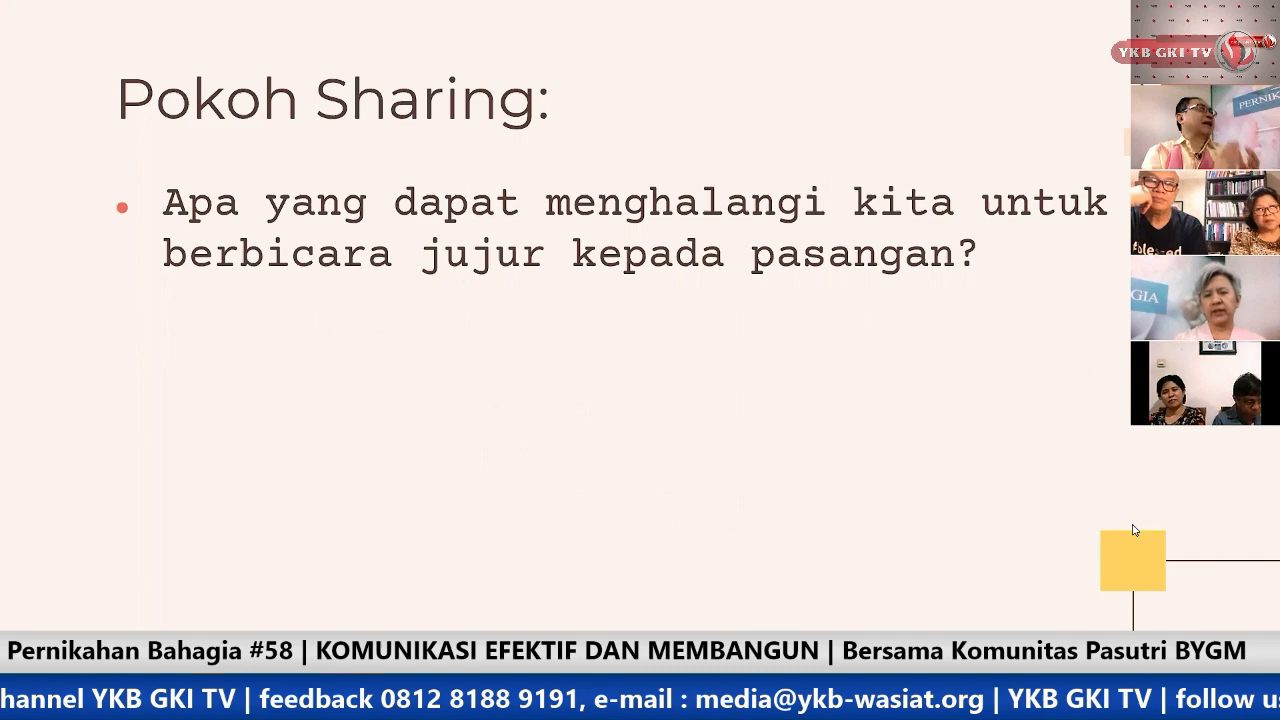 Pokoh Sharing:
• Apa yang dapat menghalangi kita untuk
berbicara jujur kepada pasangan?
YKB GKI TV
PERNIK
Blessed
GIA
Pernikahan Bahagia #58 | KOMUNIKASI EFEKTIF DAN MEMBANGUN | Bersama Komunitas Pasutri BYGM
hannel YKB GKI TV | feedback 0812 8188 9191, e-mail : media@ykb-wasiat.org | YKB GKI TV | follow u